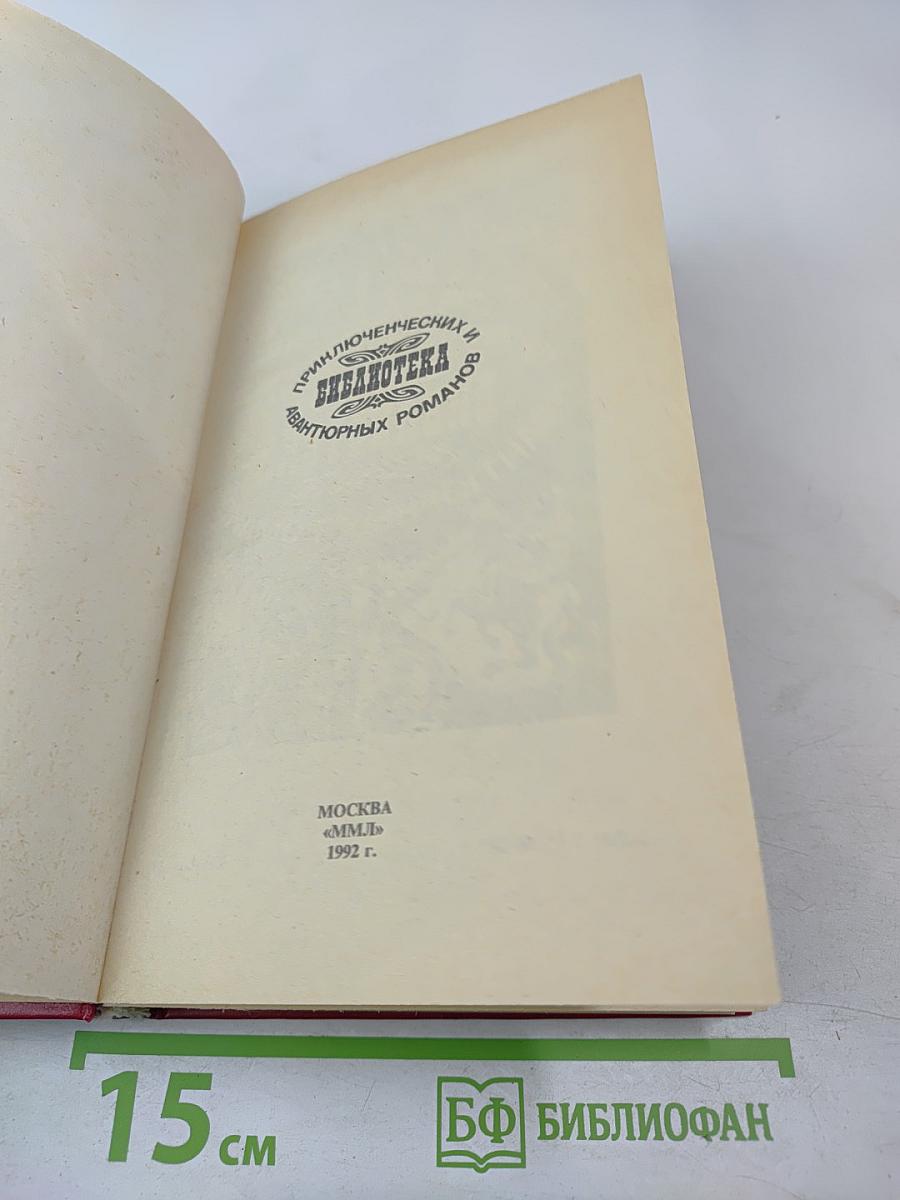 ПРИКЛЮЧЕНЧЕСКИХ И
БИБЛИОТЕКА
АВАНТЮРНЫХ РОМАНОВ
МОСКВА
«ММЛ»
1992 г.
15 см
БФ БИБЛИОФАН